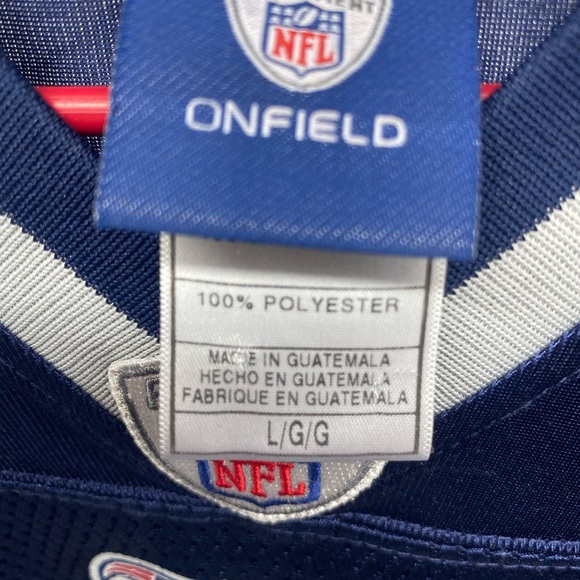 NFL
ONFIELD
100% POLYESTER
MADE IN GUATEMALA
HECHO EN GUATEMALA
FABRIQUE EN GUATEMALA
L/G/G
NFL